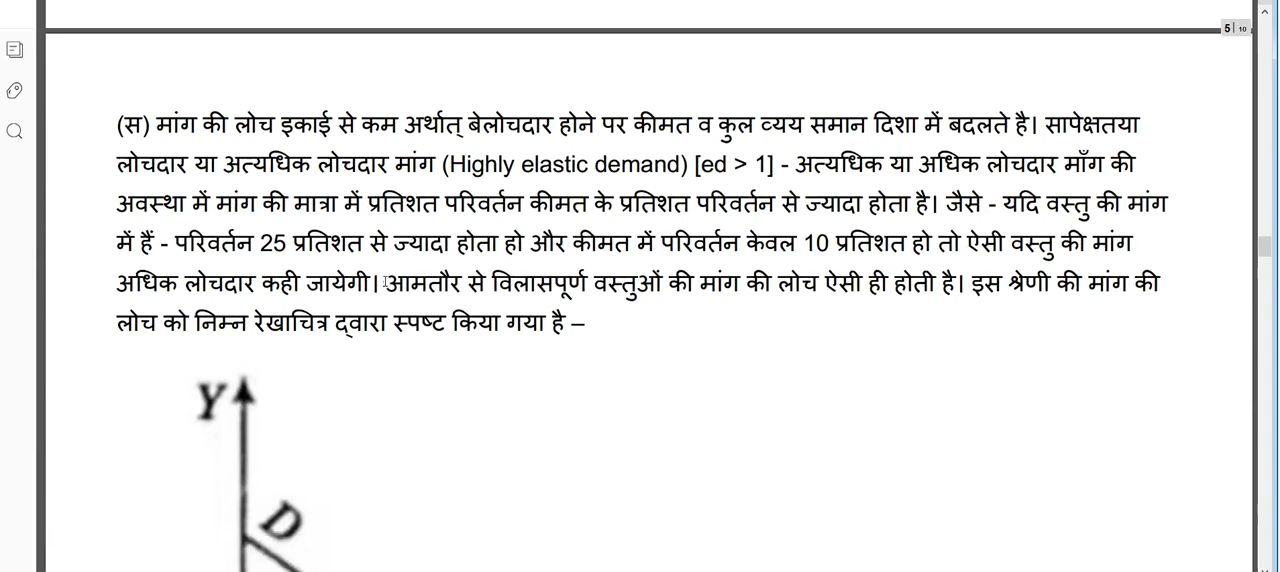 5| 10
(स) मांग की लोच इकाई से कम अर्थात् बेलोचदार होने पर कीमत व कुल व्यय समान दिशा में बदलते है। सापेक्षतया
लोचदार या अत्यधिक लोचदार मांग (Highly elastic demand) [ed > 1] - अत्यधिक या अधिक लोचदार माँग की
अवस्था में मांग की मात्रा में प्रतिशत परिवर्तन कीमत के प्रतिशत परिवर्तन से ज्यादा होता है। जैसे - यदि वस्तु की मांग
में हैं - परिवर्तन 25 प्रतिशत से ज्यादा होता हो और कीमत में परिवर्तन केवल 10 प्रतिशत हो तो ऐसी वस्तु की मांग
अधिक लोचदार कही जायेगी। आमतौर से विलासपूर्ण वस्तुओं की मांग की लोच ऐसी ही होती है। इस श्रेणी की मांग की
लोच को निम्न रेखाचित्र द्वारा स्पष्ट किया गया है –
Y
D